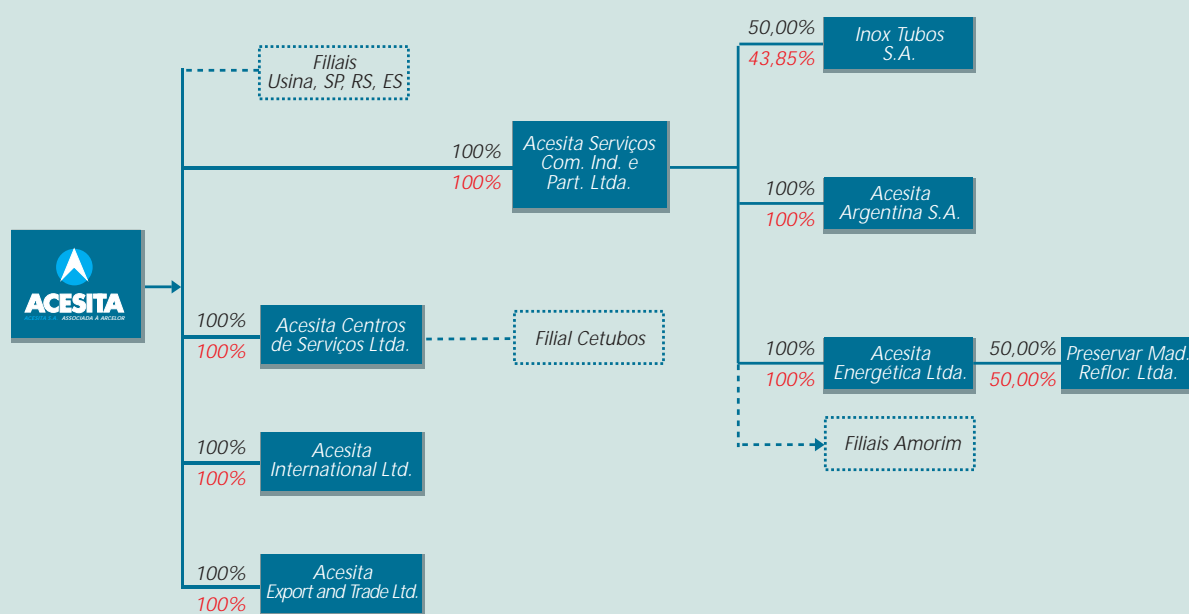 Filiais
Usina, SP, RS, ES
50,00%
43,85%
Inox Tubos
S.A.
100%
100%
Acesita Serviços
Com. Ind. e
Part. Ltda.
100%
100%
Acesita
Argentina S.A.
ACESITA
ACESITA S.A. - ASSOCIADA À ARCELOR
100%
100%
Acesita Centros
de Serviços Ltda.
Filial Cetubos
100%
100%
Acesita
Energética Ltda.
50,00%
50,00%
Preservar Mad.
Reflor. Ltda.
Filiais Amorim
100%
100%
Acesita
International Ltd.
100%
100%
Acesita
Export and Trade Ltd.